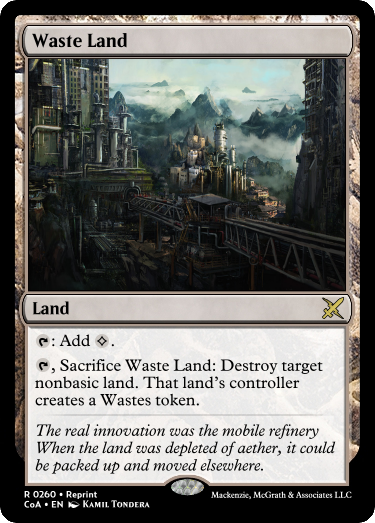 Waste Land
Land
: Add .
, Sacrifice Waste Land: Destroy target
nonbasic land. That land's controller
creates a Wastes token.
The real innovation was the mobile refinery
When the land was depleted of aether, it could
be packed up and moved elsewhere.
R 0260 • Reprint
CoA • EN Kamil Tondera
Mackenzie, McGrath & Associates LLC